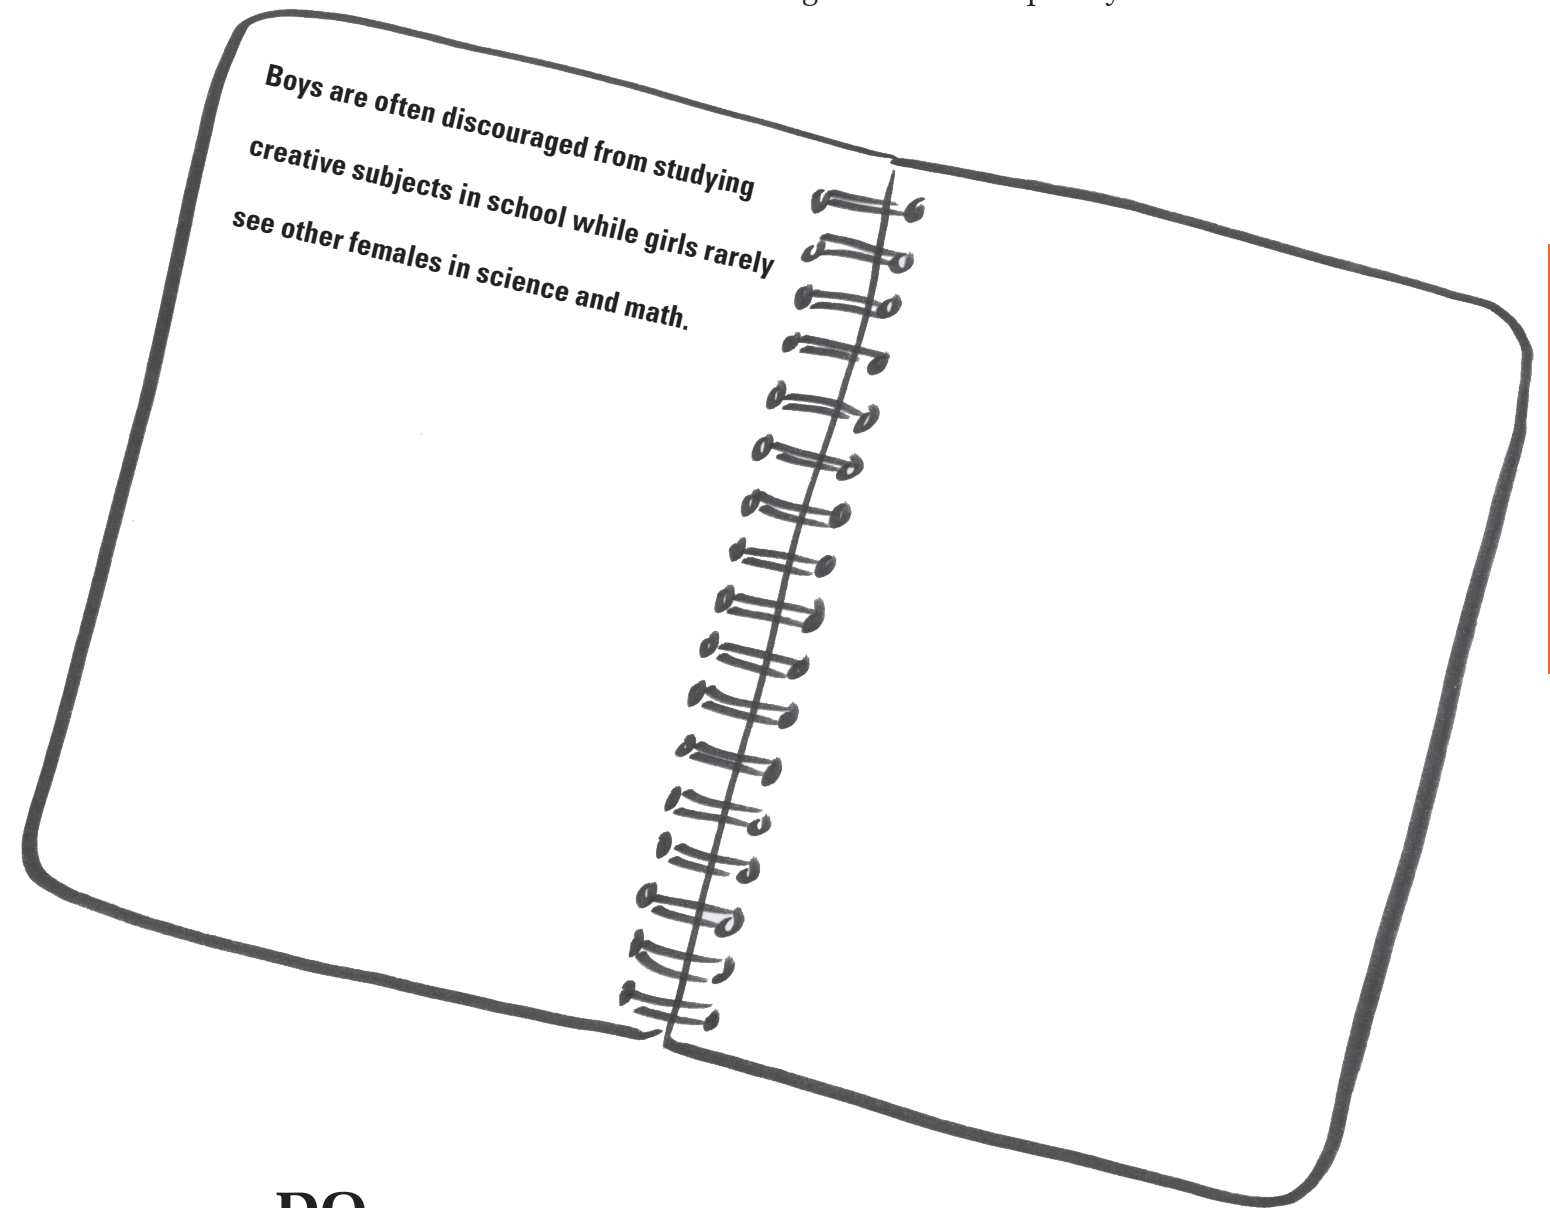 Boys are often discouraged from studying
creative subjects in school while girls rarely
see other females in science and math.
DO